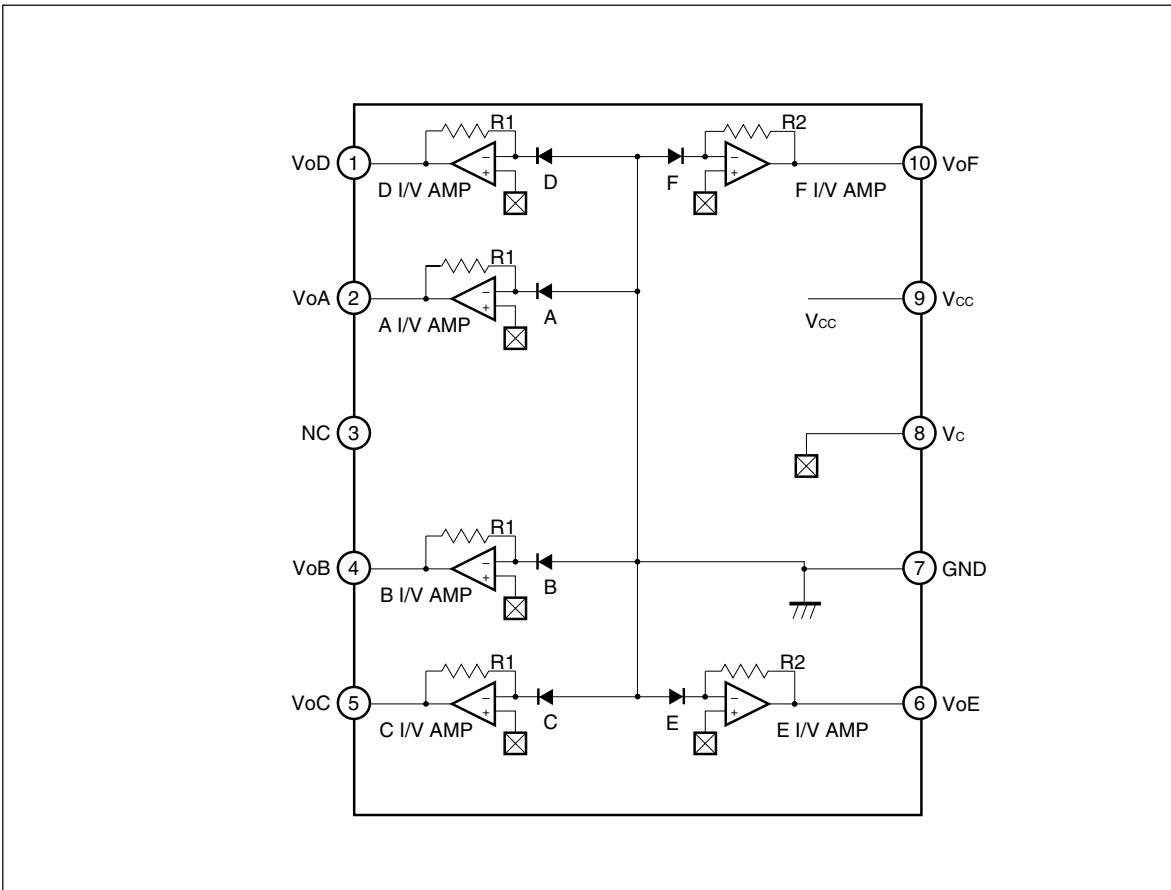 R1
R2
VoD 1
10 VoF
D I/V AMP
D
F
F I/V AMP
− +
− +
R1
VoA 2
9 VCC
A I/V AMP
A
VCC
− +
NC 3
8 VC
R1
VoB 4
7 GND
B I/V AMP
B
− +
R1
R2
VoC 5
6 VoE
C I/V AMP
C
E
E I/V AMP
− +
− +